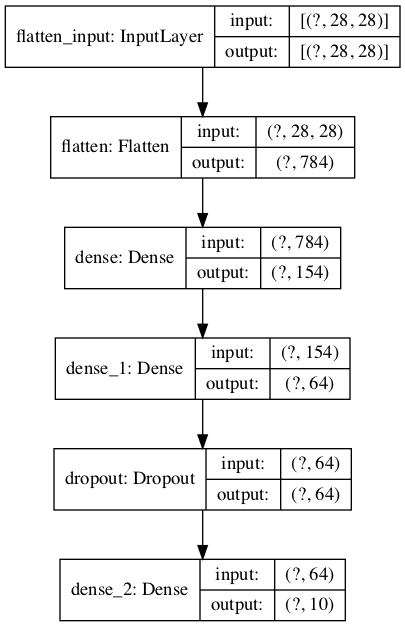 flatten_input: InputLayer
input: [(?, 28, 28)]
output: [(?, 28, 28)]
flatten: Flatten
input: (?, 28, 28)
output: (?, 784)
dense: Dense
input: (?, 784)
output: (?, 154)
dense_1: Dense
input: (?, 154)
output: (?, 64)
dropout: Dropout
input: (?, 64)
output: (?, 64)
dense_2: Dense
input: (?, 64)
output: (?, 10)